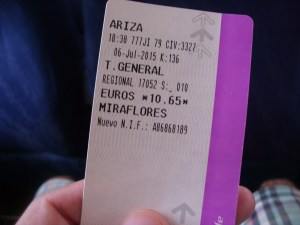 ARIZA
18:38 777JI 79 CIV:3327
06-Jul-2015 K:136
T.GENERAL
REGIONAL 17052 S:_ 010
EUROS *10.65*
MIRAFLORES
Nuevo N.I.F.: A86868189